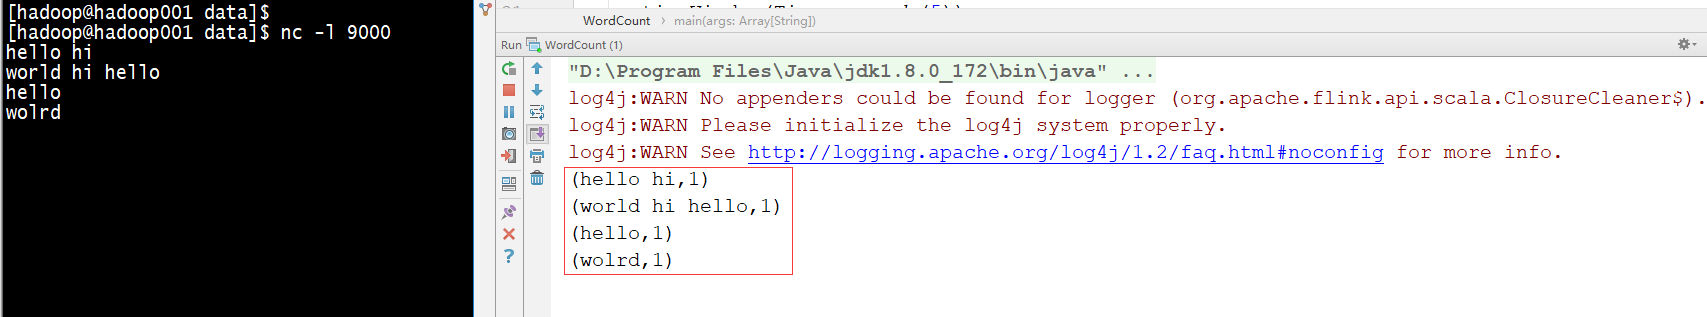 [hadoop@hadoop001 data]$
[hadoop@hadoop001 data]$ nc -l 9000
hello hi
world hi hello
hello
wolrd
WordCount > main(args: Array[String])
Run WordCount (1)
"D:\Program Files\Java\jdk1.8.0_172\bin\java" ...
log4j:WARN No appenders could be found for logger (org.apache.flink.api.scala.ClosureCleaner$).
log4j:WARN Please initialize the log4j system properly.
log4j:WARN See http://logging.apache.org/log4j/1.2/faq.html#noconfig for more info.
(hello hi,1)
(world hi hello,1)
(hello,1)
(wolrd,1)